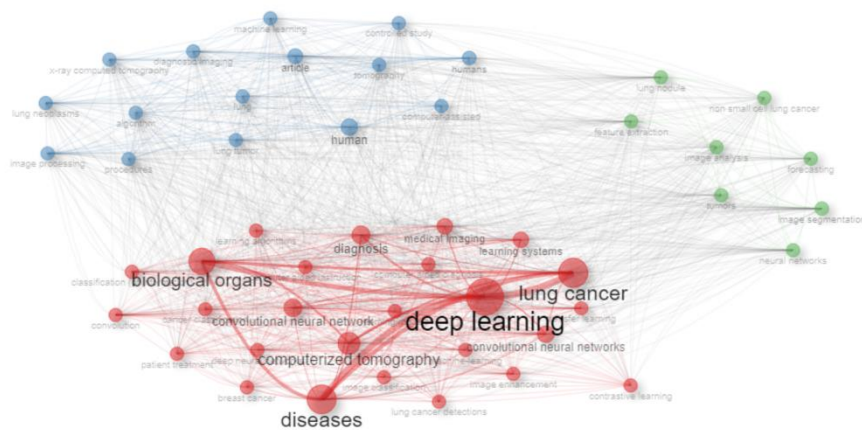 machine learning
controlled study
diagnostic imaging
x-ray computed tomography
article
tomography
humans
lung nodule
non small cell lung cancer
lung neoplasms
algorithm
lung
computer assisted
feature extraction
human
lung tumor
image analysis
image processing
procedures
forecasting
tumors
image segmentation
learning algorithms
diagnosis
medical imaging
learning systems
neural networks
classification
biological organs
lung cancer
convolution
cancer
convolutional neural network
deep learning
learning
patient treatment
deep neural
computerized tomography
convolutional neural networks
breast cancer
image classification
image enhancement
contrastive learning
diseases
lung cancer detections